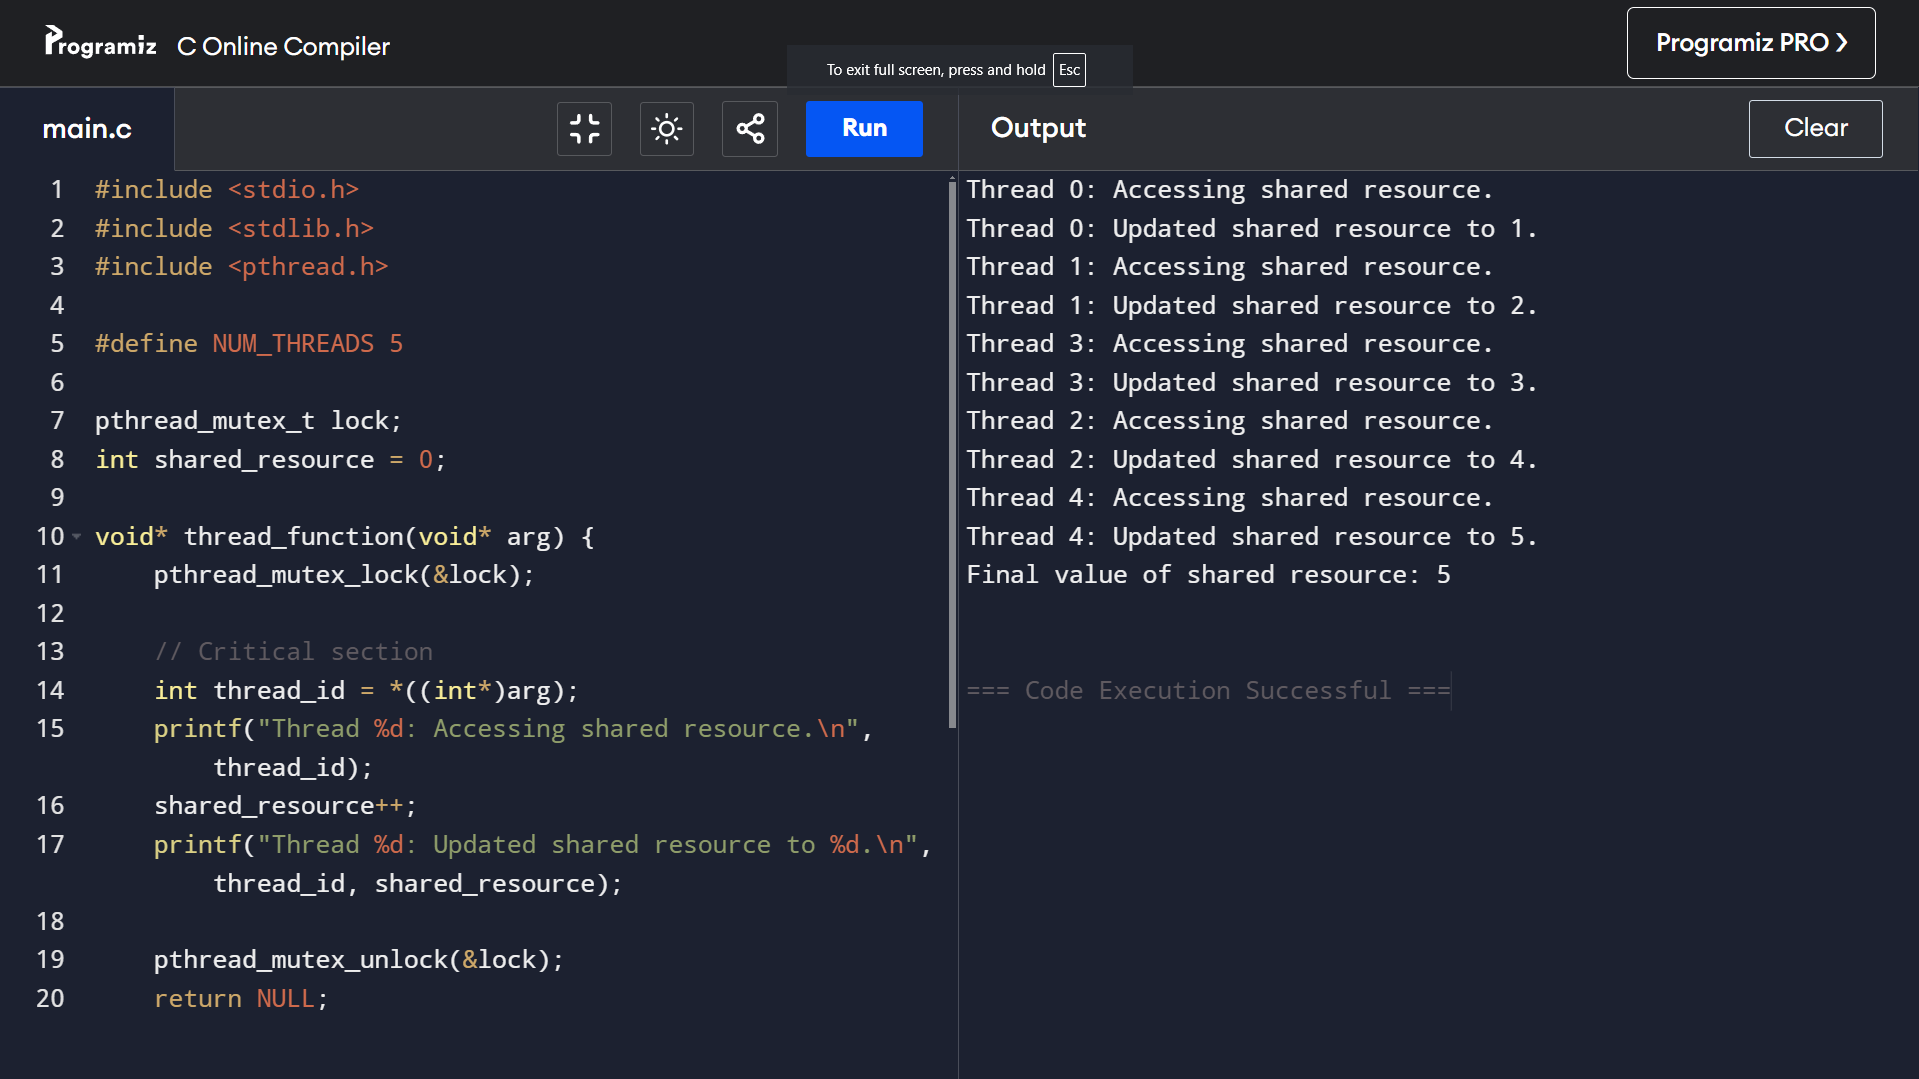 Programiz C Online Compiler
To exit full screen, press and hold Esc
Programiz PRO ❯
main.c
Run
Output
Clear
1 #include <stdio.h>
2 #include <stdlib.h>
3 #include <pthread.h>
4
5 #define NUM_THREADS 5
6
7 pthread_mutex_t lock;
8 int shared_resource = 0;
9
10 void* thread_function(void* arg) {
11     pthread_mutex_lock(&lock);
12
13     // Critical section
14     int thread_id = *((int*)arg);
15     printf("Thread %d: Accessing shared resource.\n",
        thread_id);
16     shared_resource++;
17     printf("Thread %d: Updated shared resource to %d.\n",
        thread_id, shared_resource);
18
19     pthread_mutex_unlock(&lock);
20     return NULL;
Thread 0: Accessing shared resource.
Thread 0: Updated shared resource to 1.
Thread 1: Accessing shared resource.
Thread 1: Updated shared resource to 2.
Thread 3: Accessing shared resource.
Thread 3: Updated shared resource to 3.
Thread 2: Accessing shared resource.
Thread 2: Updated shared resource to 4.
Thread 4: Accessing shared resource.
Thread 4: Updated shared resource to 5.
Final value of shared resource: 5
=== Code Execution Successful ===